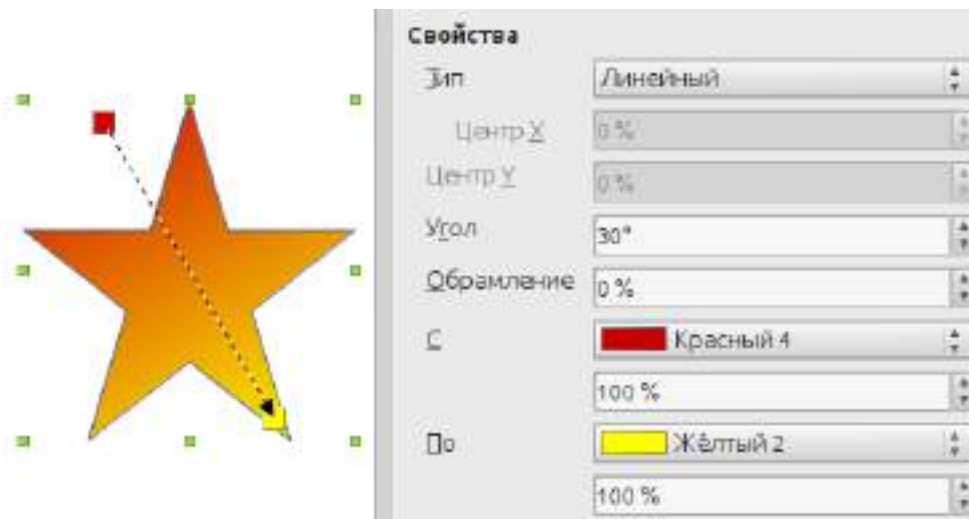 Свойства
Тип Линейный
Центр X 0 %
Центр Y 0 %
Угол 30°
Обрамление 0 %
С Красный 4
100 %
По Жёлтый 2
100 %